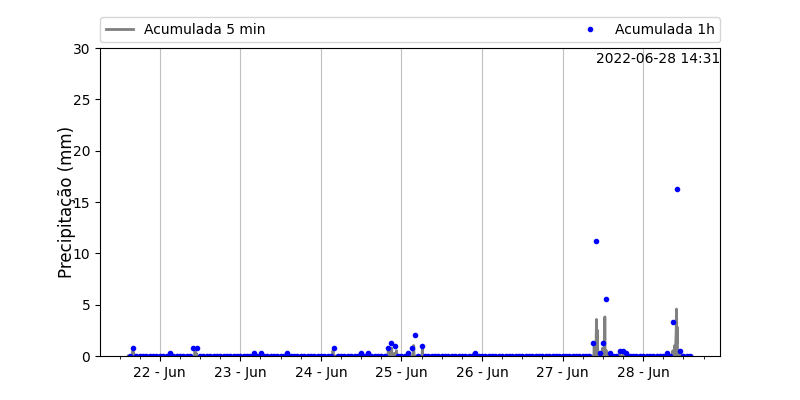 Acumulada 5 min
Acumulada 1h
2022-06-28 14:31
Precipitação (mm)
30
25
20
15
10
5
0
22 - Jun
23 - Jun
24 - Jun
25 - Jun
26 - Jun
27 - Jun
28 - Jun